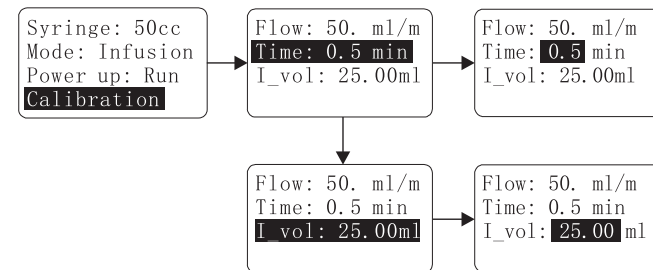 Syringe: 50cc
Mode: Infusion
Power up: Run
Calibration
Flow: 50. ml/m
Time: 0.5 min
I_vol: 25.00ml
Flow: 50. ml/m
Time: 0.5 min
I_vol: 25.00ml
Flow: 50. ml/m
Time: 0.5 min
I_vol: 25.00ml
Flow: 50. ml/m
Time: 0.5 min
I_vol: 25.00 ml